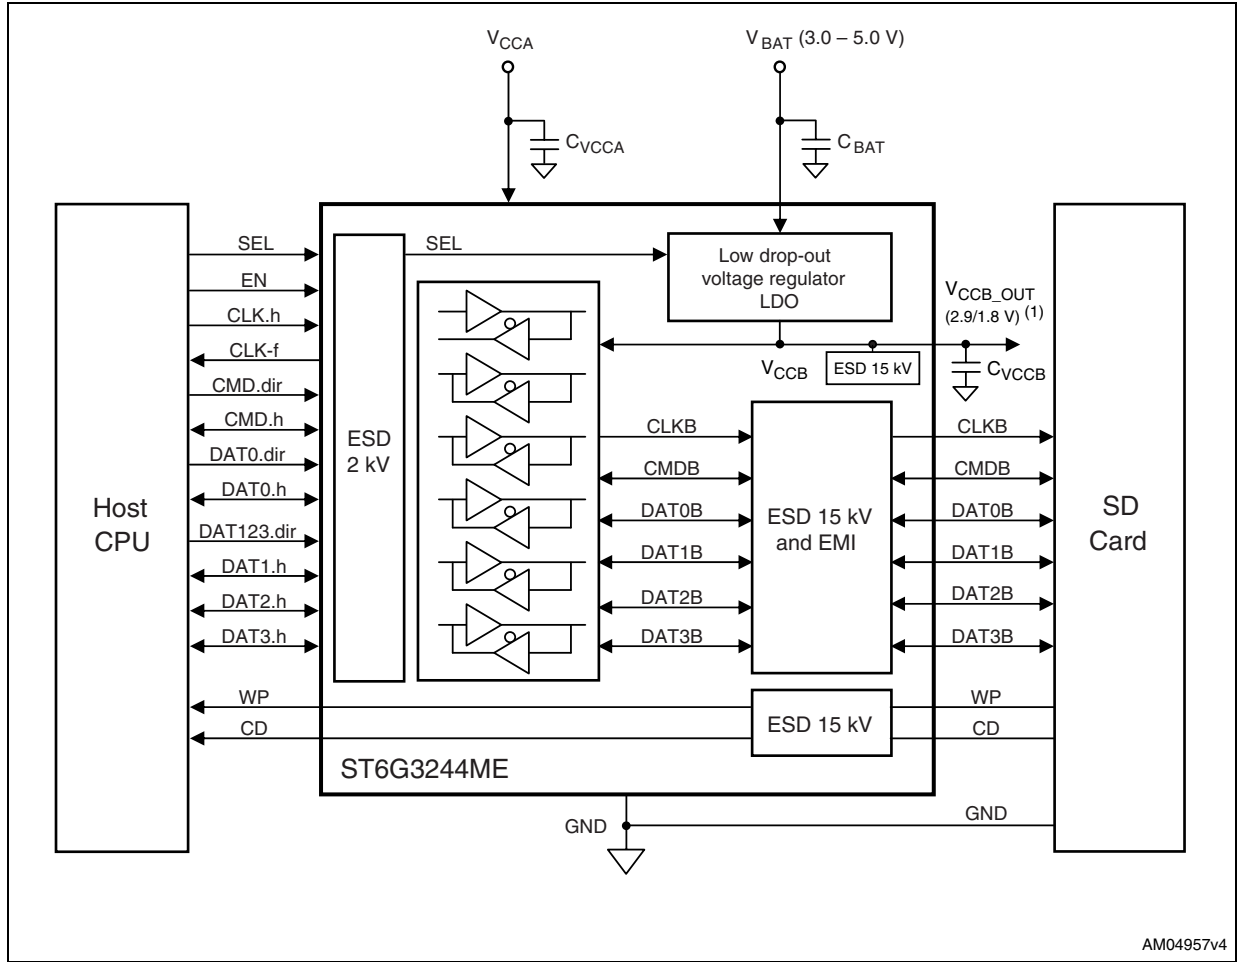 VCCA
VBAT (3.0 – 5.0 V)
CVCCA
CBAT
SEL
EN
CLK.h
CLK-f
CMD.dir
CMD.h
DAT0.dir
DAT0.h
DAT123.dir
DAT1.h
DAT2.h
DAT3.h
WP
CD
Host
CPU
ESD
2 kV
SEL
Low drop-out
voltage regulator
LDO
VCCB_OUT
(2.9/1.8 V) (1)
VCCB
ESD 15 kV
CVCCB
CLKB
CMDB
DAT0B
DAT1B
DAT2B
DAT3B
ESD 15 kV
and EMI
CLKB
CMDB
DAT0B
DAT1B
DAT2B
DAT3B
SD
Card
ESD 15 kV
WP
CD
ST6G3244ME
GND
GND
AM04957v4